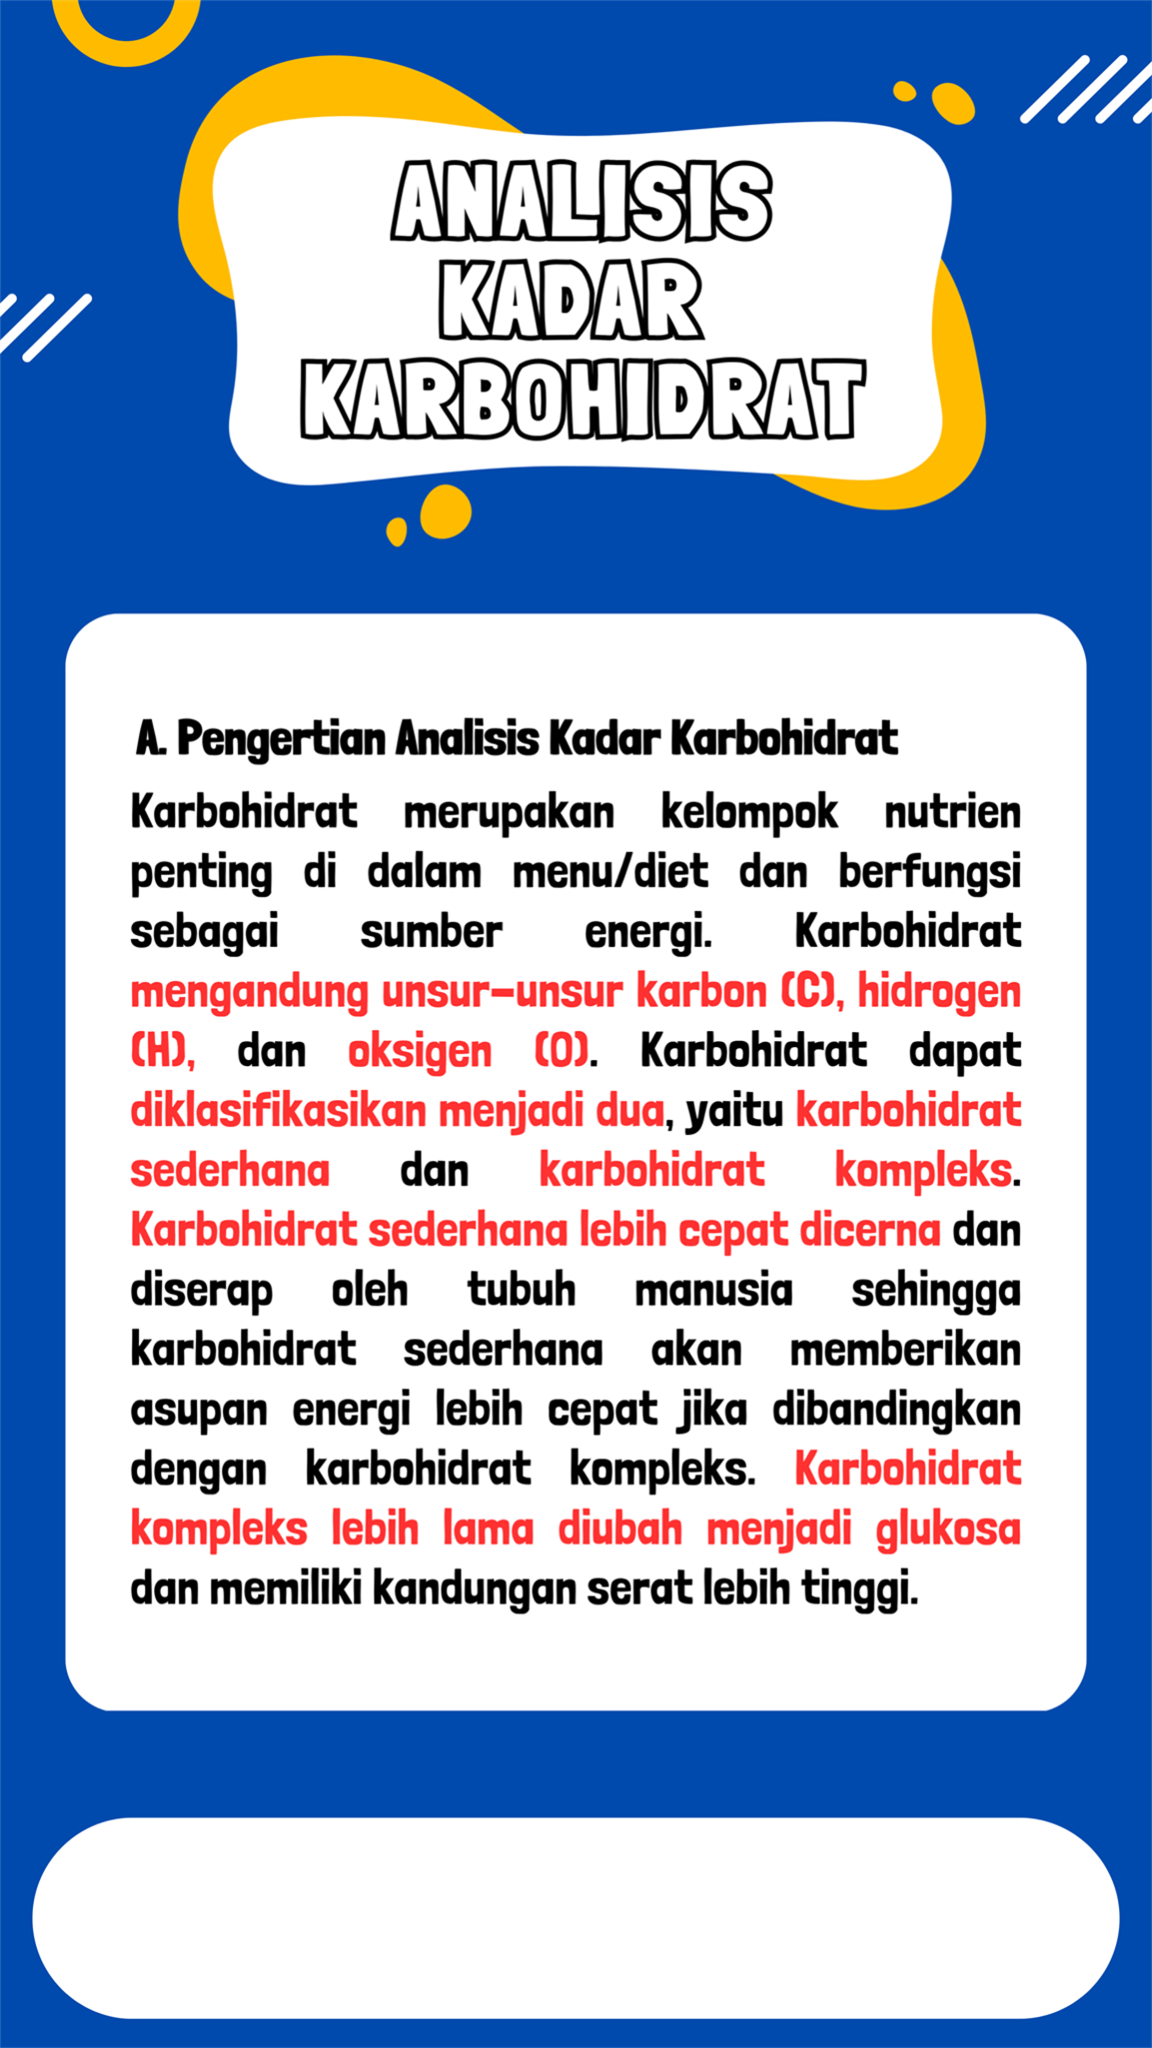 ANALISIS
KADAR
KARBOHIDRAT
A. Pengertian Analisis Kadar Karbohidrat
Karbohidrat merupakan kelompok nutrien
penting di dalam menu/diet dan berfungsi
sebagai sumber energi. Karbohidrat
mengandung unsur-unsur karbon (C), hidrogen
(H), dan oksigen (O). Karbohidrat dapat
diklasifikasikan menjadi dua, yaitu karbohidrat
sederhana dan karbohidrat kompleks.
Karbohidrat sederhana lebih cepat dicerna dan
diserap oleh tubuh manusia sehingga
karbohidrat sederhana akan memberikan
asupan energi lebih cepat jika dibandingkan
dengan karbohidrat kompleks. Karbohidrat
kompleks lebih lama diubah menjadi glukosa
dan memiliki kandungan serat lebih tinggi.